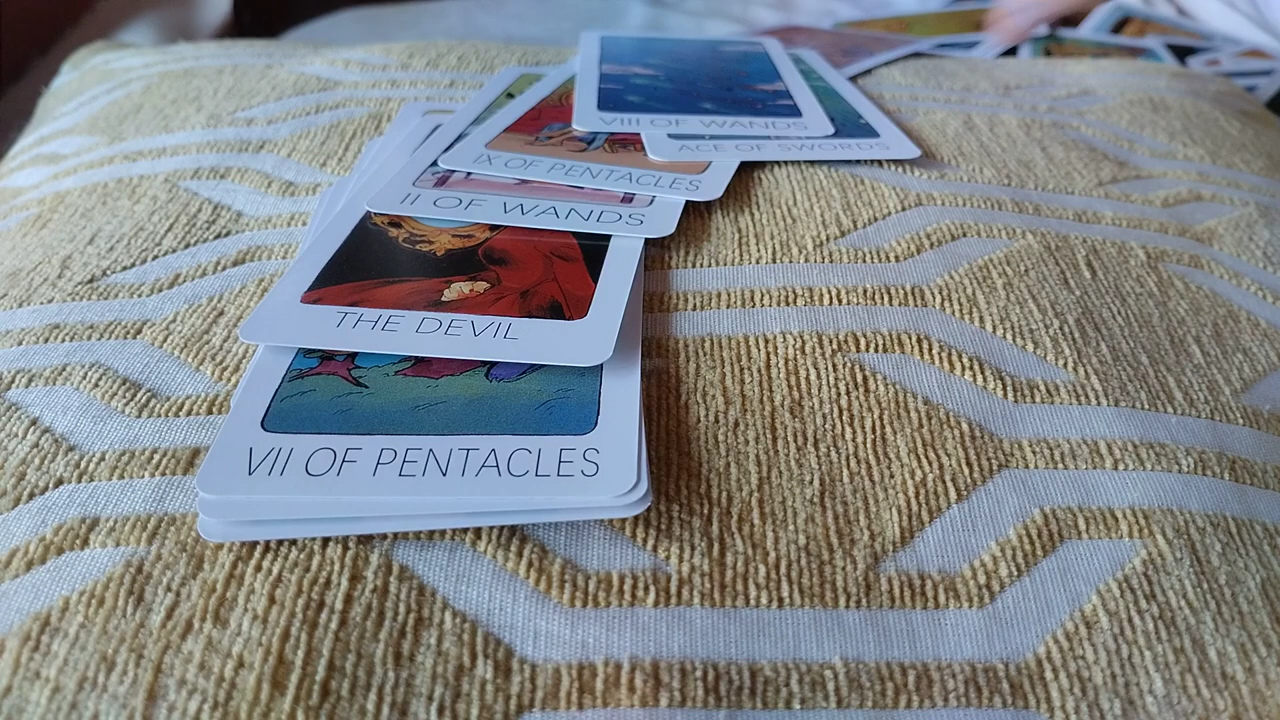 VIII OF WANDS
ACE OF SWORDS
IX OF PENTACLES
II OF WANDS
THE DEVIL
VII OF PENTACLES